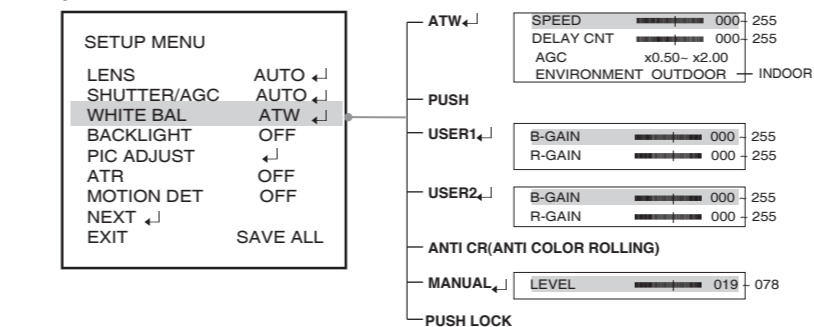 SETUP MENU
LENS AUTO ↵
SHUTTER/AGC AUTO ↵
WHITE BAL ATW ↵
BACKLIGHT OFF
PIC ADJUST ↵
ATR OFF
MOTION DET OFF
NEXT ↵
EXIT SAVE ALL
ATW↵
SPEED 000 - 255
DELAY CNT 000 - 255
AGC x0.50~ x2.00
ENVIRONMENT OUTDOOR — INDOOR
PUSH
USER1↵
B-GAIN 000 - 255
R-GAIN 000 - 255
USER2↵
B-GAIN 000 - 255
R-GAIN 000 - 255
ANTI CR(ANTI COLOR ROLLING)
MANUAL↵
LEVEL 019 - 078
PUSH LOCK